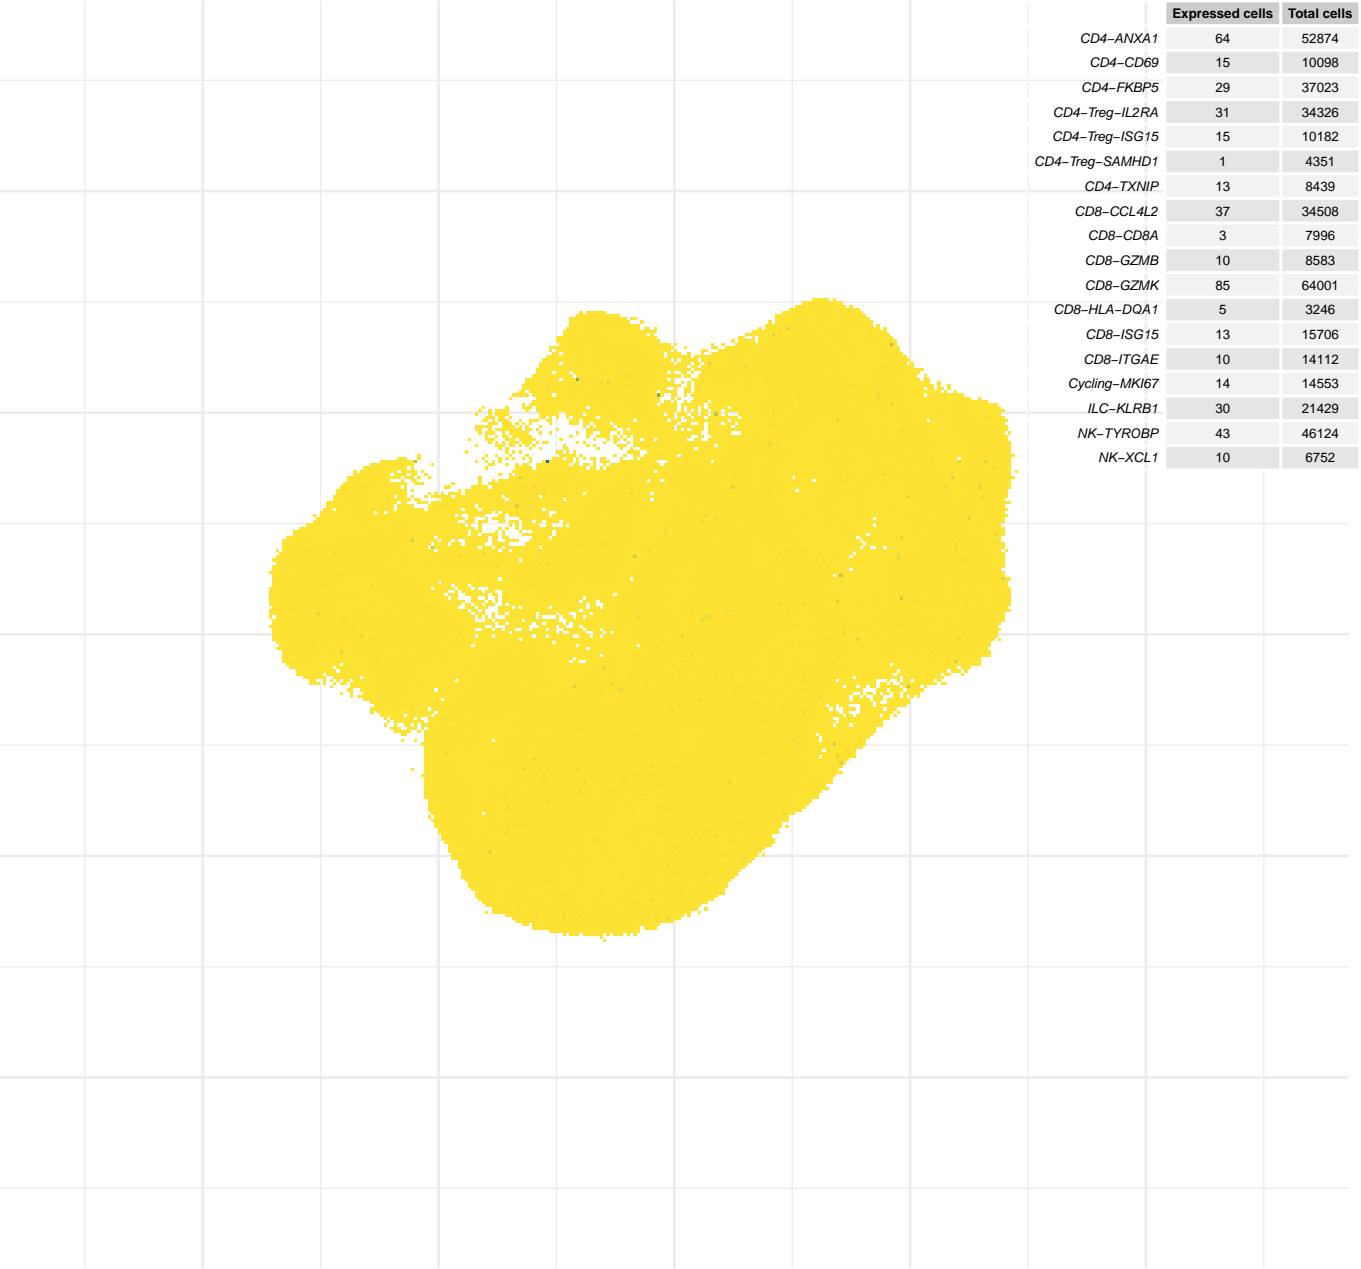 Expressed cells Total cells
CD4−ANXA1 64 52874
CD4−CD69 15 10098
CD4−FKBP5 29 37023
CD4−Treg−IL2RA 31 34326
CD4−Treg−ISG15 15 10182
CD4−Treg−SAMHD1 1 4351
CD4−TXNIP 13 8439
CD8−CCL4L2 37 34508
CD8−CD8A 3 7996
CD8−GZMB 10 8583
CD8−GZMK 85 64001
CD8−HLA−DQA1 5 3246
CD8−ISG15 13 15706
CD8−ITGAE 10 14112
Cycling−MKI67 14 14553
ILC−KLRB1 30 21429
NK−TYROBP 43 46124
NK−XCL1 10 6752